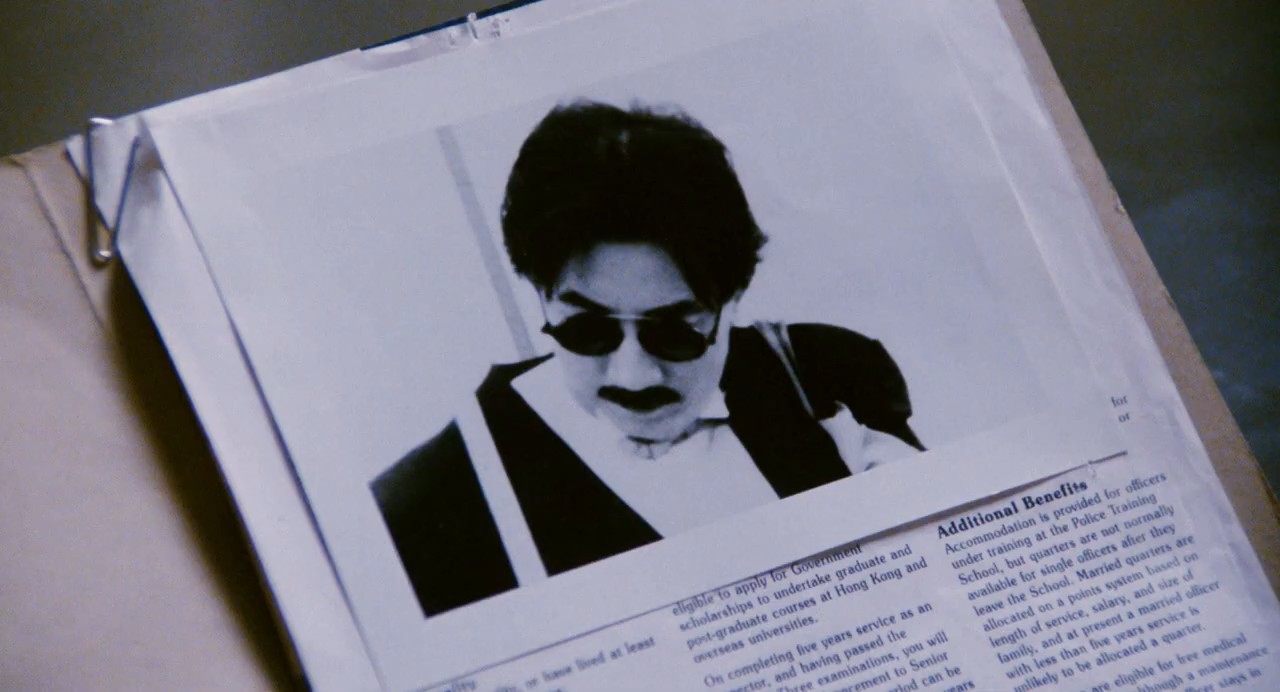 for
or
Additional Benefits
Accommodation is provided for officers
under training at the Police Training
School, but quarters are not normally
available for single officers after they
leave the School. Married quarters are
allocated on a points system based on
length of service, salary, and size of
family, and at present a married officer
with less than five years service is
unlikely to be allocated a quarter.
are eligible for free medical
a maintenance
stays in
eligible to apply for Government
scholarships to undertake graduate and
post-graduate courses at Hong Kong and
overseas universities.
On completing five years service as an
and having passed the
Three examinations, you will
to Senior
can be
years
or have lived at least